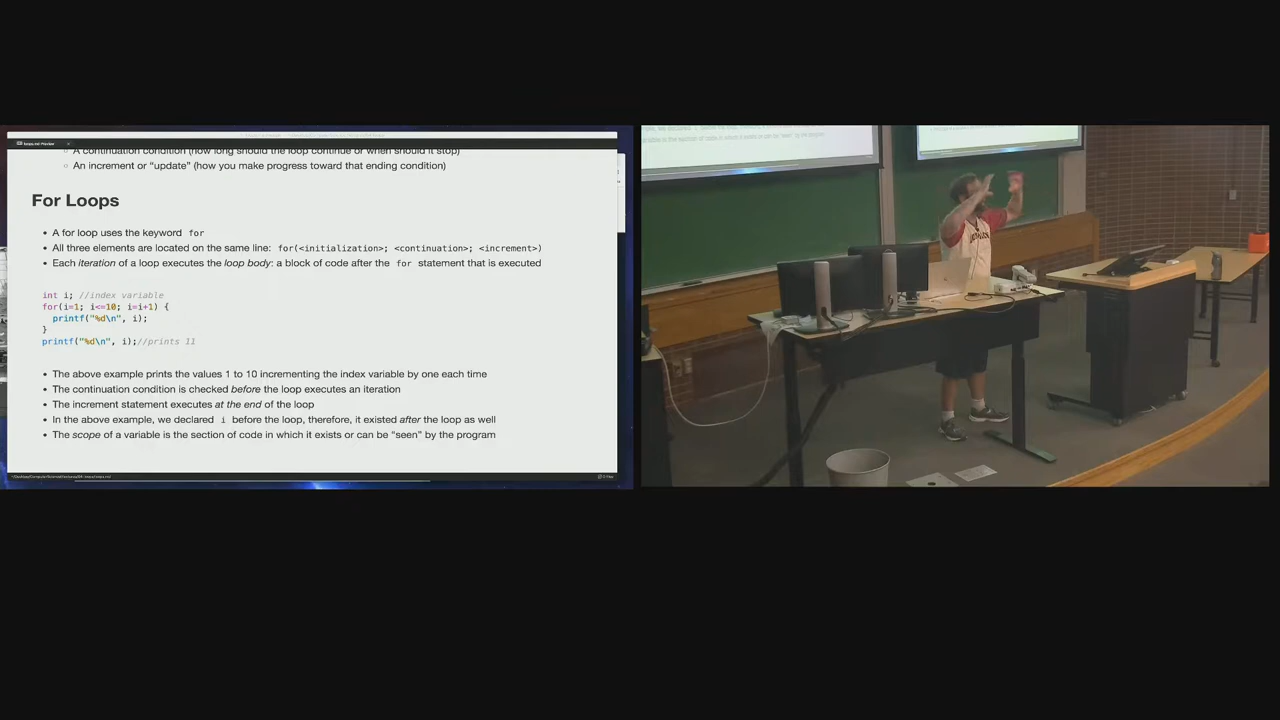 loops.md Preview
A continuation condition (how long should the loop continue or when should it stop)
An increment or “update” (how you make progress toward that ending condition)
For Loops
A for loop uses the keyword for
All three elements are located on the same line: for(<initialization>; <continuation>; <increment>)
Each iteration of a loop executes the loop body: a block of code after the for statement that is executed
int i; //index variable
for(i=1; i<=10; i=i+1) {
printf("%d\n", i);
}
printf("%d\n", i);//prints 11
The above example prints the values 1 to 10 incrementing the index variable by one each time
The continuation condition is checked before the loop executes an iteration
The increment statement executes at the end of the loop
In the above example, we declared i before the loop, therefore, it existed after the loop as well
The scope of a variable is the section of code in which it exists or can be “seen” by the program